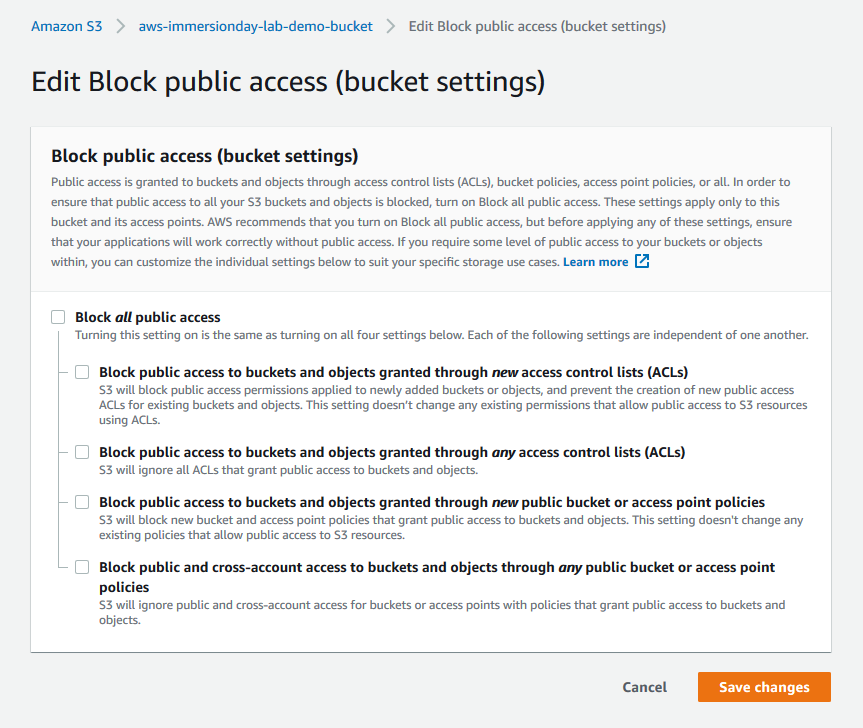 Amazon S3 > aws-immersionday-lab-demo-bucket > Edit Block public access (bucket settings)
Edit Block public access (bucket settings)
Block public access (bucket settings)
Public access is granted to buckets and objects through access control lists (ACLs), bucket policies, access point policies, or all. In order
to ensure that public access to all your S3 buckets and objects is blocked, turn on Block all public access. These settings apply only to this
bucket and its access points. AWS recommends that you turn on Block all public access, but before applying any of these settings, ensure
that your applications will work correctly without public access. If you require some level of public access to your buckets or objects
within, you can customize the individual settings below to suit your specific storage use cases. Learn more
Block all public access
Turning this setting on is the same as turning on all four settings below. Each of the following settings are independent of one another.
Block public access to buckets and objects granted through new access control lists (ACLs)
S3 will block public access permissions applied to newly added buckets or objects, and prevent the creation of new public access
ACLs for existing buckets and objects. This setting doesn't change any existing permissions that allow public access to S3 resources
using ACLs.
Block public access to buckets and objects granted through any access control lists (ACLs)
S3 will ignore all ACLs that grant public access to buckets and objects.
Block public access to buckets and objects granted through new public bucket or access point policies
S3 will block new bucket and access point policies that grant public access to buckets and objects. This setting doesn't change any
existing policies that allow public access to S3 resources.
Block public and cross-account access to buckets and objects through any public bucket or access point
policies
S3 will ignore public and cross-account access for buckets or access points with policies that grant public access to buckets and
objects.
Cancel
Save changes